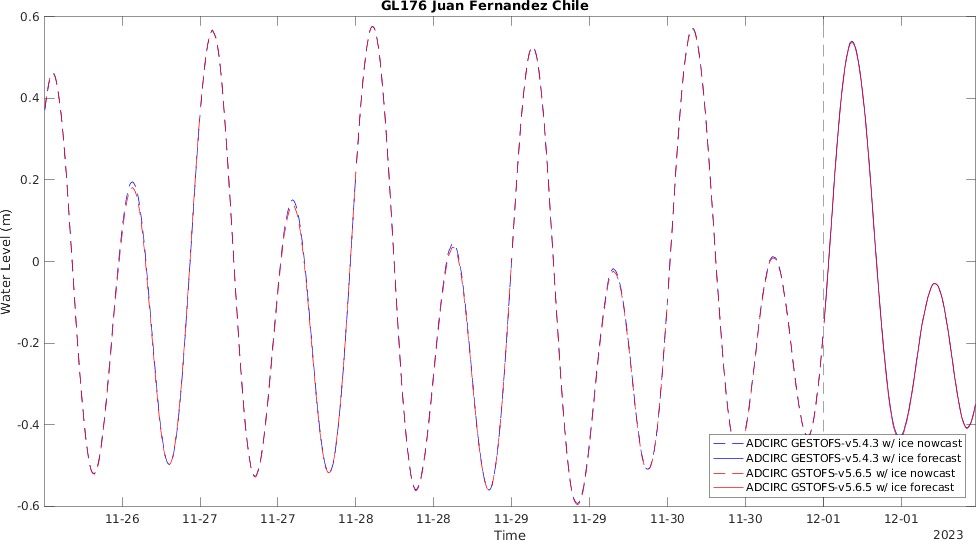 GL176 Juan Fernandez Chile
0.6
0.4
0.2
0
-0.2
-0.4
-0.6
Water Level (m)
ADCIRC GESTOFS-v5.4.3 w/ ice nowcast
ADCIRC GESTOFS-v5.4.3 w/ ice forecast
ADCIRC GSTOFS-v5.6.5 w/ ice nowcast
ADCIRC GSTOFS-v5.6.5 w/ ice forecast
11-26 11-27 11-27 11-28 11-28 11-29 11-29 11-30 11-30 12-01 12-01
Time
2023